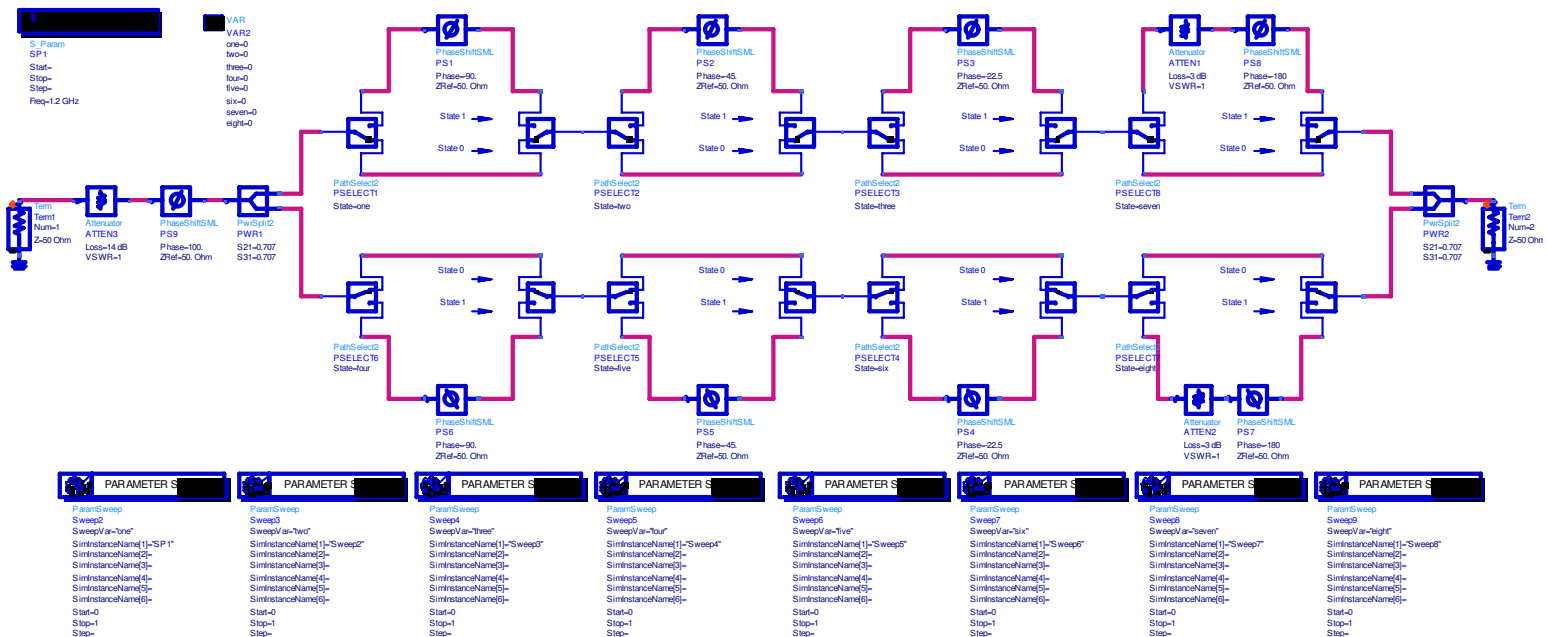 S_Param
SP1
Start=
Stop=
Step=
Freq=1.2 GHz
VAR
VAR2
one=0
two=0
three=0
four=0
five=0
six=0
seven=0
eight=0
PhaseShiftSML
PS1
Phase=-90.
ZRef=50. Ohm
PhaseShiftSML
PS2
Phase=-45.
ZRef=50. Ohm
PhaseShiftSML
PS3
Phase=-22.5
ZRef=50. Ohm
Attenuator
ATTEN1
Loss=3 dB
VSWR=1
PhaseShiftSML
PS8
Phase=-180
ZRef=50. Ohm
State 1
State 0
State 1
State 0
State 1
State 0
State 1
State 0
PathSelect2
PSELECT1
State=one
PathSelect2
PSELECT2
State=two
PathSelect2
PSELECT3
State=three
PathSelect2
PSELECT8
State=seven
Term
Term1
Num=1
Z=50 Ohm
Attenuator
ATTEN3
Loss=14 dB
VSWR=1
PhaseShiftSML
PS9
Phase=100.
ZRef=50. Ohm
PwrSplit2
PWR1
S21=0.707
S31=0.707
PwrSplit2
PWR2
S21=0.707
S31=0.707
Term
Term2
Num=2
Z=50 Ohm
State 0
State 1
State 0
State 1
State 0
State 1
State 0
State 1
PathSelect2
PSELECT6
State=four
PathSelect2
PSELECT5
State=five
PathSelect2
PSELECT4
State=six
PathSelect2
PSELECT7
State=eight
PhaseShiftSML
PS6
Phase=-90.
ZRef=50. Ohm
PhaseShiftSML
PS5
Phase=-45.
ZRef=50. Ohm
PhaseShiftSML
PS4
Phase=-22.5
ZRef=50. Ohm
Attenuator
ATTEN2
Loss=3 dB
VSWR=1
PhaseShiftSML
PS7
Phase=-180
ZRef=50. Ohm
PARAMETER S
ParamSweep
Sweep2
SweepVar="one"
SimInstanceName[1]="SP1"
SimInstanceName[2]=
SimInstanceName[3]=
SimInstanceName[4]=
SimInstanceName[5]=
SimInstanceName[6]=
Start=0
Stop=1
Step=
PARAMETER S
ParamSweep
Sweep3
SweepVar="two"
SimInstanceName[1]="Sweep2"
SimInstanceName[2]=
SimInstanceName[3]=
SimInstanceName[4]=
SimInstanceName[5]=
SimInstanceName[6]=
Start=0
Stop=1
Step=
PARAMETER S
ParamSweep
Sweep4
SweepVar="three"
SimInstanceName[1]="Sweep3"
SimInstanceName[2]=
SimInstanceName[3]=
SimInstanceName[4]=
SimInstanceName[5]=
SimInstanceName[6]=
Start=0
Stop=1
Step=
PARAMETER S
ParamSweep
Sweep5
SweepVar="four"
SimInstanceName[1]="Sweep4"
SimInstanceName[2]=
SimInstanceName[3]=
SimInstanceName[4]=
SimInstanceName[5]=
SimInstanceName[6]=
Start=0
Stop=1
Step=
PARAMETER S
ParamSweep
Sweep6
SweepVar="five"
SimInstanceName[1]="Sweep5"
SimInstanceName[2]=
SimInstanceName[3]=
SimInstanceName[4]=
SimInstanceName[5]=
SimInstanceName[6]=
Start=0
Stop=1
Step=
PARAMETER S
ParamSweep
Sweep7
SweepVar="six"
SimInstanceName[1]="Sweep6"
SimInstanceName[2]=
SimInstanceName[3]=
SimInstanceName[4]=
SimInstanceName[5]=
SimInstanceName[6]=
Start=0
Stop=1
Step=
PARAMETER S
ParamSweep
Sweep8
SweepVar="seven"
SimInstanceName[1]="Sweep7"
SimInstanceName[2]=
SimInstanceName[3]=
SimInstanceName[4]=
SimInstanceName[5]=
SimInstanceName[6]=
Start=0
Stop=1
Step=
PARAMETER S
ParamSweep
Sweep9
SweepVar="eight"
SimInstanceName[1]="Sweep8"
SimInstanceName[2]=
SimInstanceName[3]=
SimInstanceName[4]=
SimInstanceName[5]=
SimInstanceName[6]=
Start=0
Stop=1
Step=